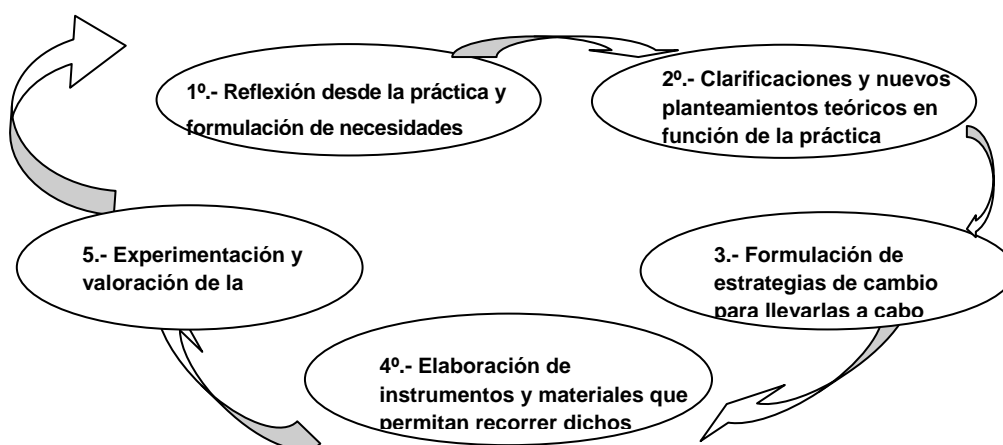 1º.- Reflexión desde la práctica y
formulación de necesidades
2º.- Clarificaciones y nuevos
planteamientos teóricos en
función de la práctica
3.- Formulación de
estrategias de cambio
para llevarlas a cabo
4º.- Elaboración de
instrumentos y materiales que
permitan recorrer dichos
5.- Experimentación y
valoración de la